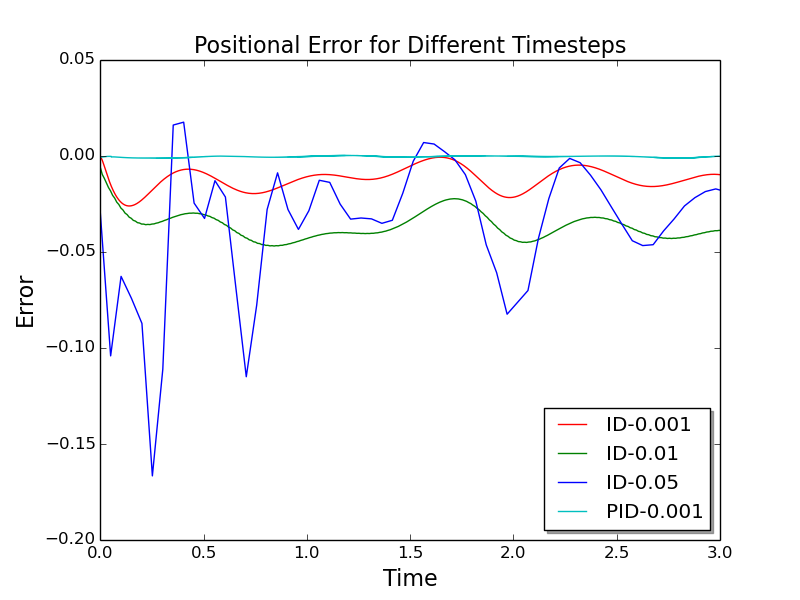 Positional Error for Different Timesteps
0.05
0.00
−0.05
−0.10
−0.15
−0.20
Error
0.0 0.5 1.0 1.5 2.0 2.5 3.0
Time
ID-0.001
ID-0.01
ID-0.05
PID-0.001